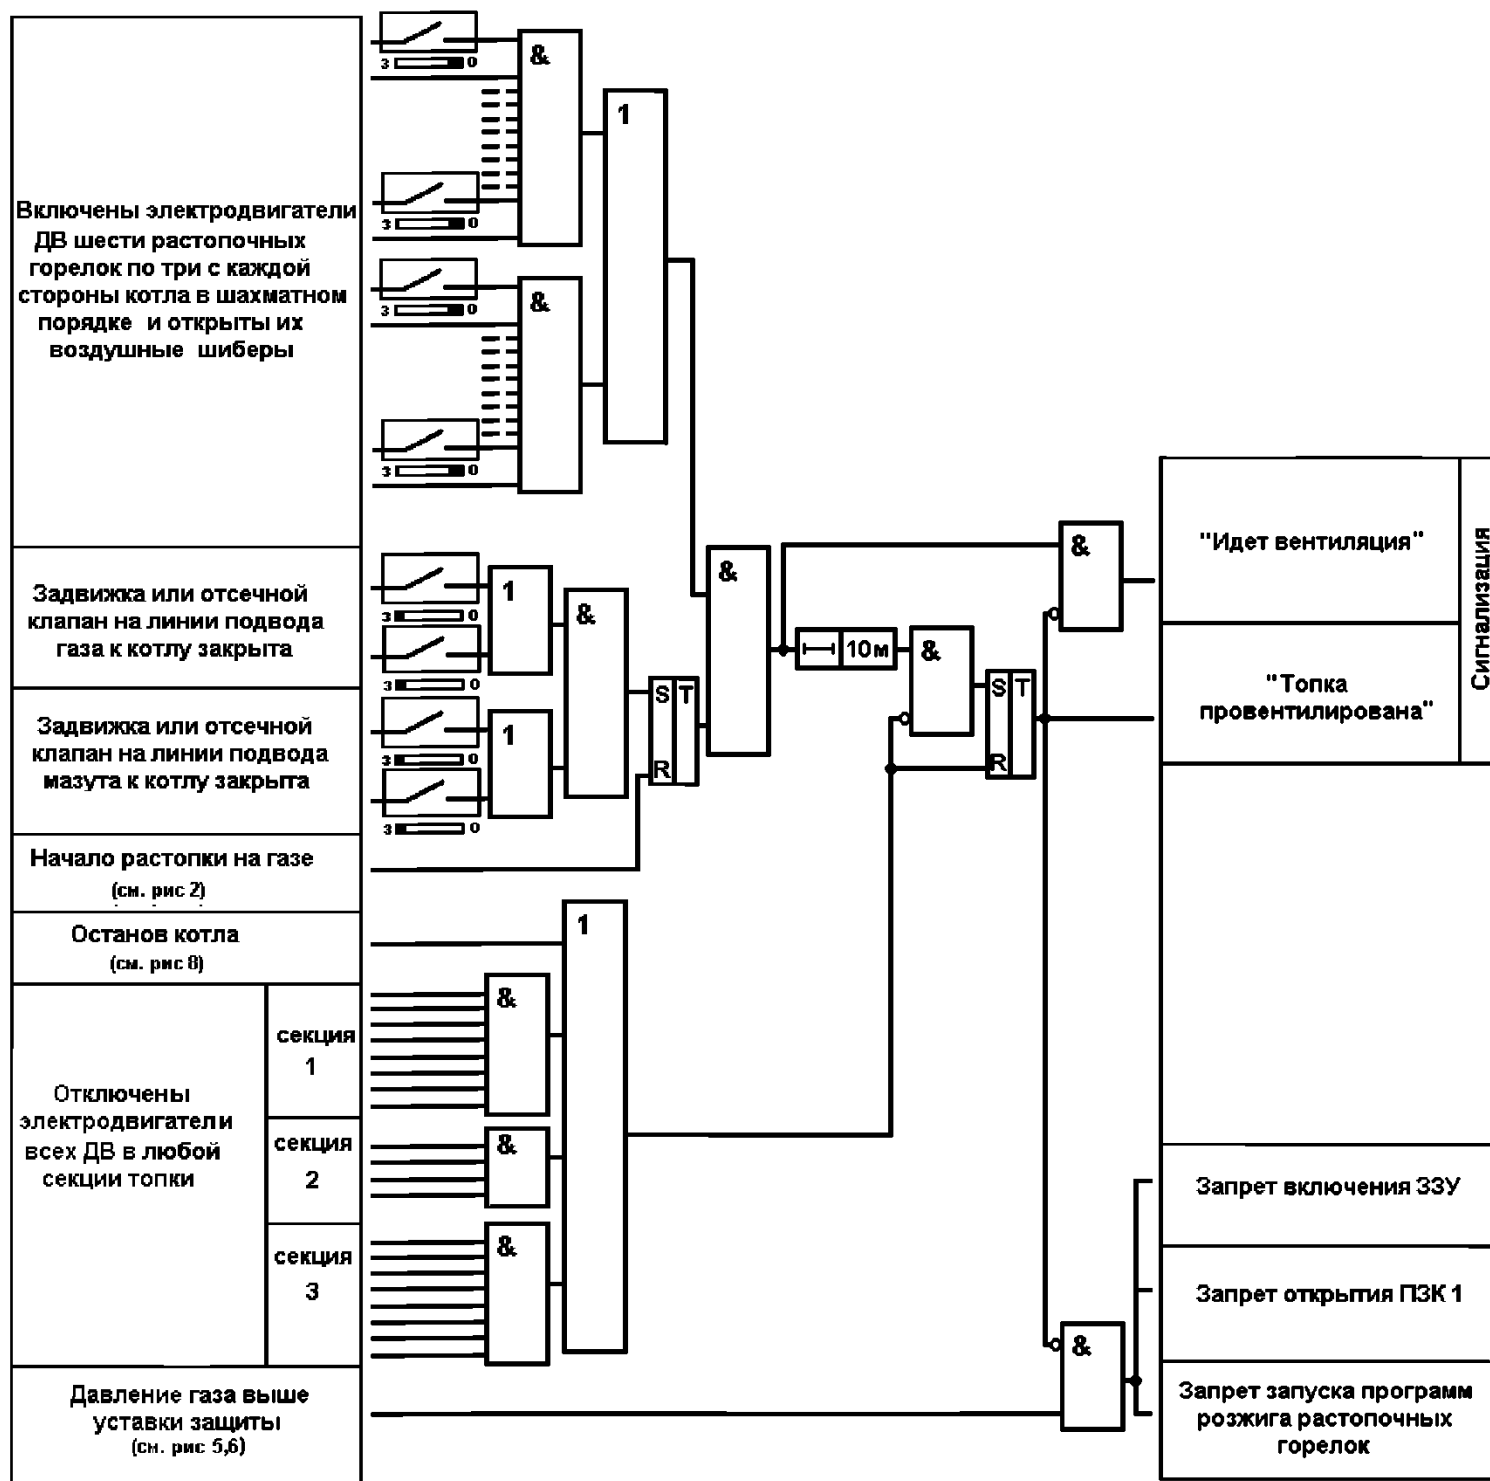 Включены электродвигатели
ДВ шести растопочных
горелок по три с каждой
стороны котла в шахматном
порядке и открыты их
воздушные шиберы
Задвижка или отсечной
клапан на линии подвода
газа к котлу закрыта
Задвижка или отсечной
клапан на линии подвода
мазута к котлу закрыта
Начало растопки на газе
(см. рис 2)
Останов котла
(см. рис 8)
Отключены
электродвигатели
всех ДВ в любой
секции топки
секция
1
секция
2
секция
3
Давление газа выше
уставки защиты
(см. рис 5,6)
З О
З О
З О
З О
З О
З О
З О
З О
&
&
1
1
1
&
S T
R
&
10м
&
S T
R
&
1
&
&
&
&
"Идет вентиляция"
"Топка
провентилирована"
Сигнализация
Запрет включения ЗЗУ
Запрет открытия ПЗК 1
Запрет запуска программ
розжига растопочных
горелок